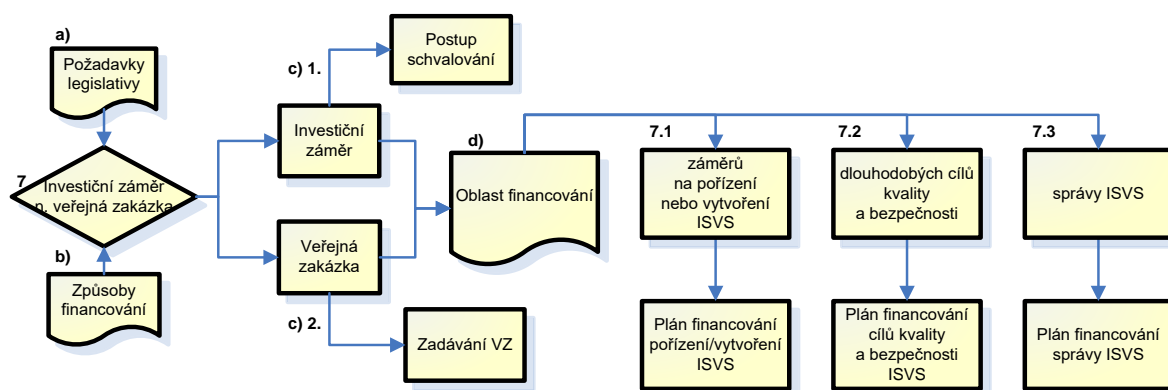 a)
Požadavky
legislativy
7
Investiční záměr
n. veřejná zakázka
b)
Způsoby
financování
c) 1.
Postup
schvalování
Investiční
záměr
Veřejná
zakázka
c) 2.
Zadávání VZ
d)
Oblast financování
7.1
záměrů
na pořízení
nebo vytvoření
ISVS
Plán financování
pořízení/vytvoření
ISVS
7.2
dlouhodobých cílů
kvality
a bezpečnosti
Plán financování
cílů kvality
a bezpečnosti
ISVS
7.3
správy ISVS
Plán financování
správy ISVS